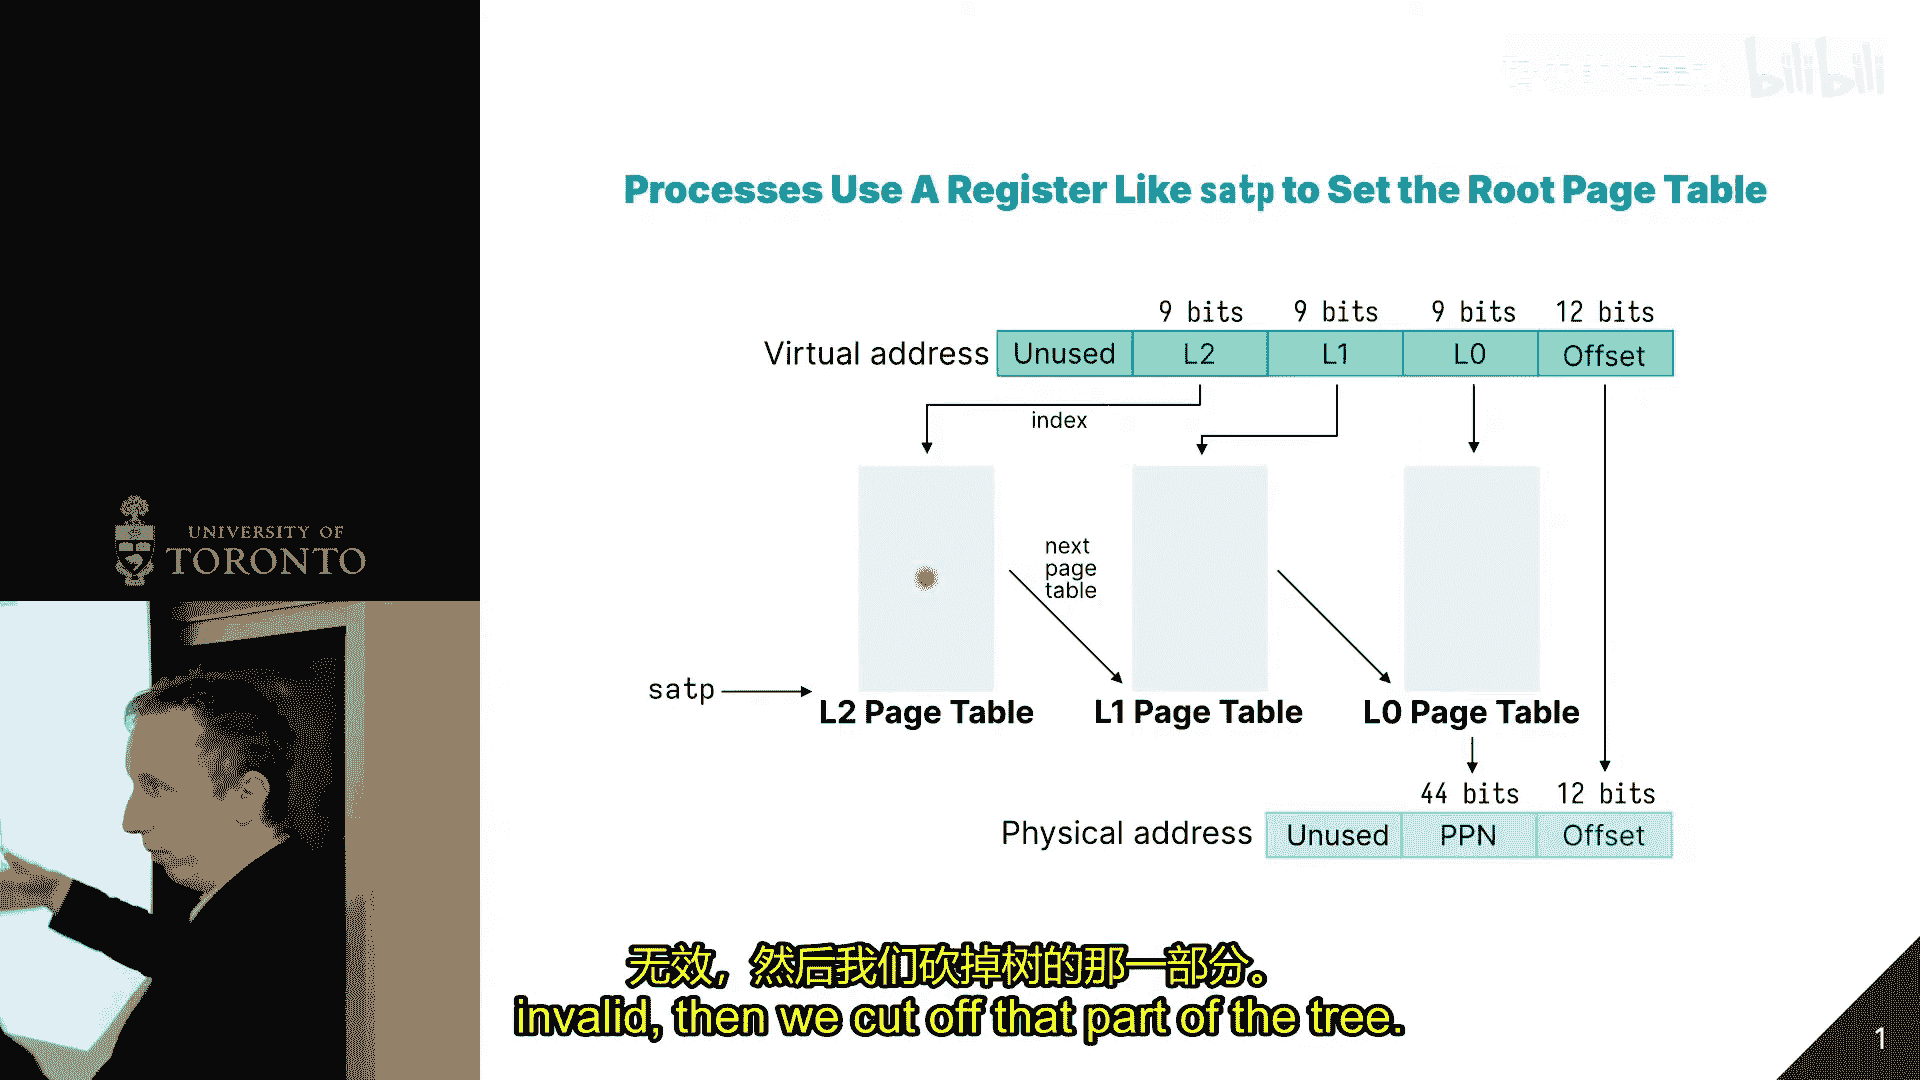 bilibili
Processes Use A Register Like satp to Set the Root Page Table
9 bits 9 bits 9 bits 12 bits
Virtual address Unused L2 L1 L0 Offset
index
UNIVERSITY OF
TORONTO
next
page
table
satp
L2 Page Table L1 Page Table L0 Page Table
44 bits 12 bits
Physical address Unused PPN Offset
无效，然后我们砍掉树的那一部分。
invalid, then we cut off that part of the tree.
1